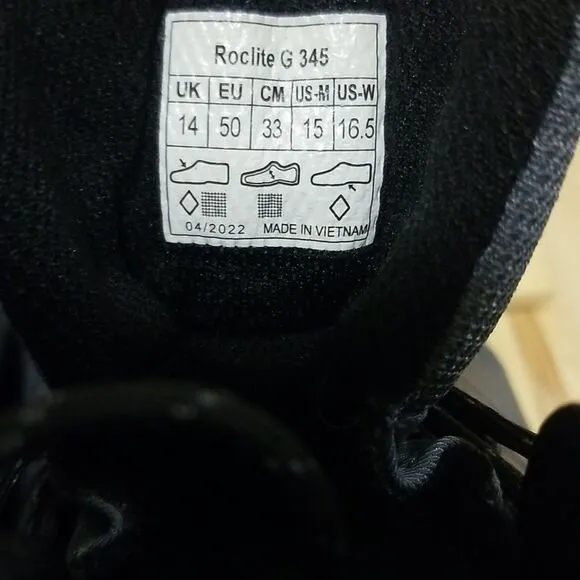 Roclite G 345
UK EU CM US-M US-W
14 50 33 15 16.5
04/2022 MADE IN VIETNAM